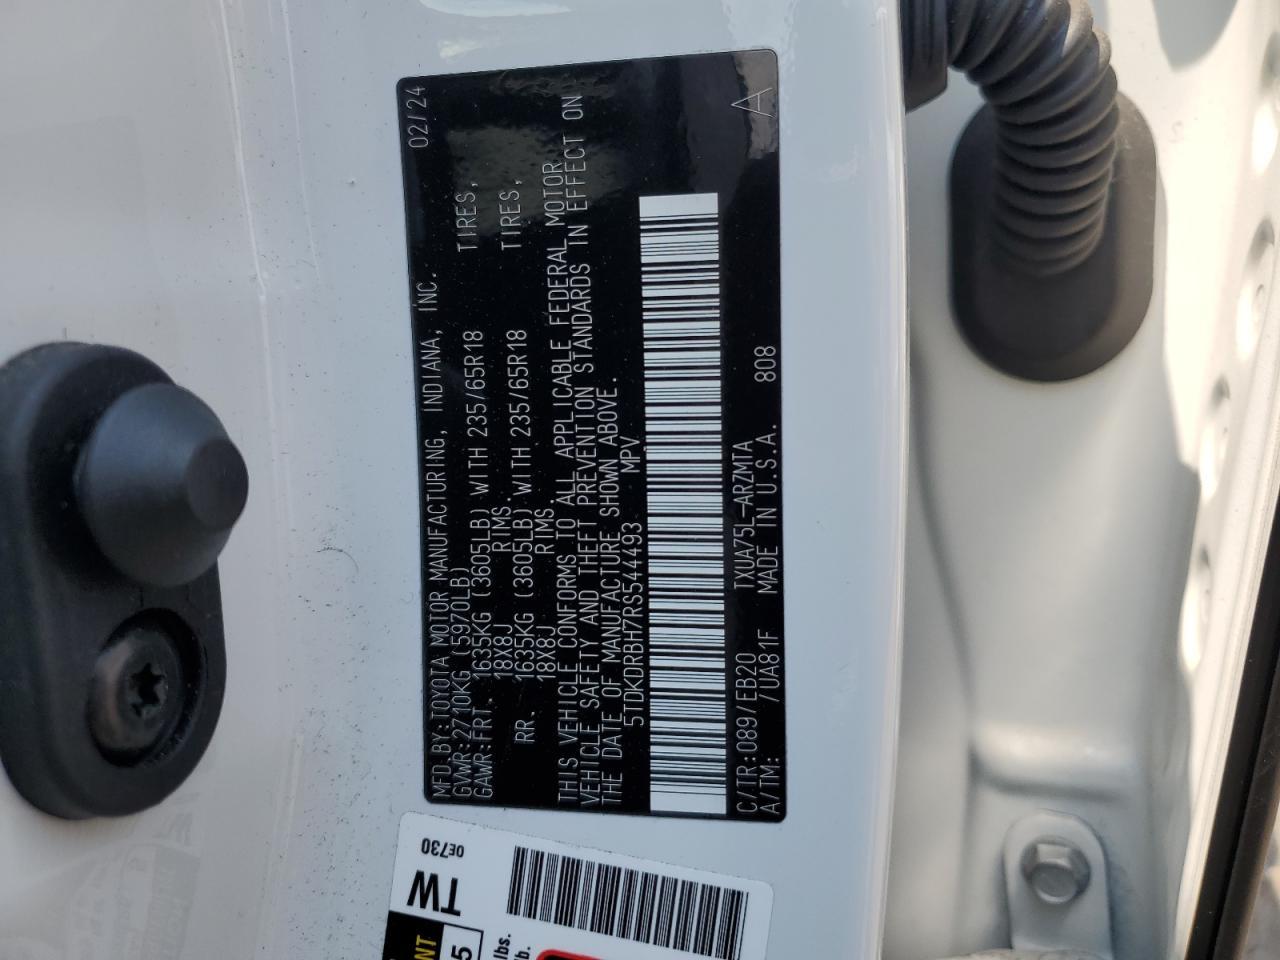 MFD.BY:TOYOTA MOTOR MANUFACTURING, INDIANA, INC. 02/24
GVWR:2710KG (5970LB)
GAWR:FRT. 1635KG (3605LB) WITH 235/65R18 TIRES,
18X8J RIMS.
RR. 1635KG (3605LB) WITH 235/65R18 TIRES,
18X8J RIMS.
THIS VEHICLE CONFORMS TO ALL APPLICABLE FEDERAL MOTOR
VEHICLE SAFETY AND THEFT PREVENTION STANDARDS IN EFFECT ON
THE DATE OF MANUFACTURE SHOWN ABOVE.
5TDKDRBH7RS544493 MPV
C/TR:089/EB20 TXUA75L-ARZMTA
A/TM: /UA81F MADE IN U.S.A. 808
A
0E730
TW
NT
5
lbs.
b.